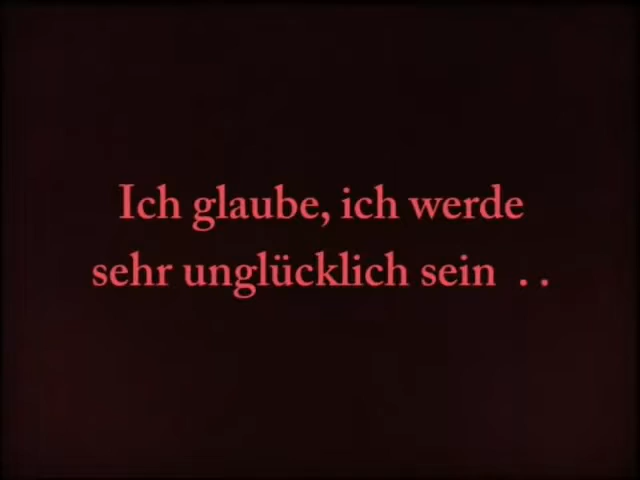 Ich glaube, ich werde
sehr unglücklich sein . .